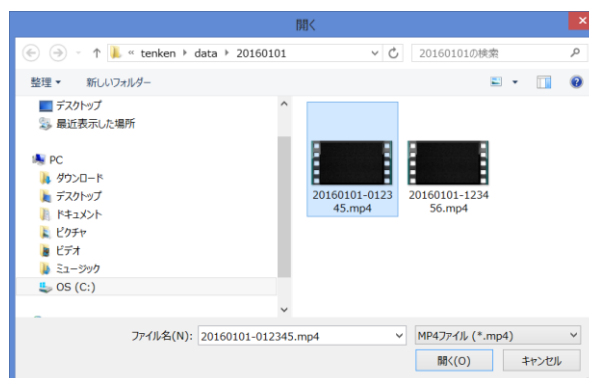 開く
« tenken ▸ data ▸ 20160101
20160101の検索
整理 ▾ 新しいフォルダー
デスクトップ
最近表示した場所
PC
ダウンロード
デスクトップ
ドキュメント
ピクチャ
ビデオ
ミュージック
OS (C:)
20160101-0123
45.mp4
20160101-1234
56.mp4
ファイル名(N): 20160101-012345.mp4
MP4ファイル (*.mp4)
開く(O) キャンセル